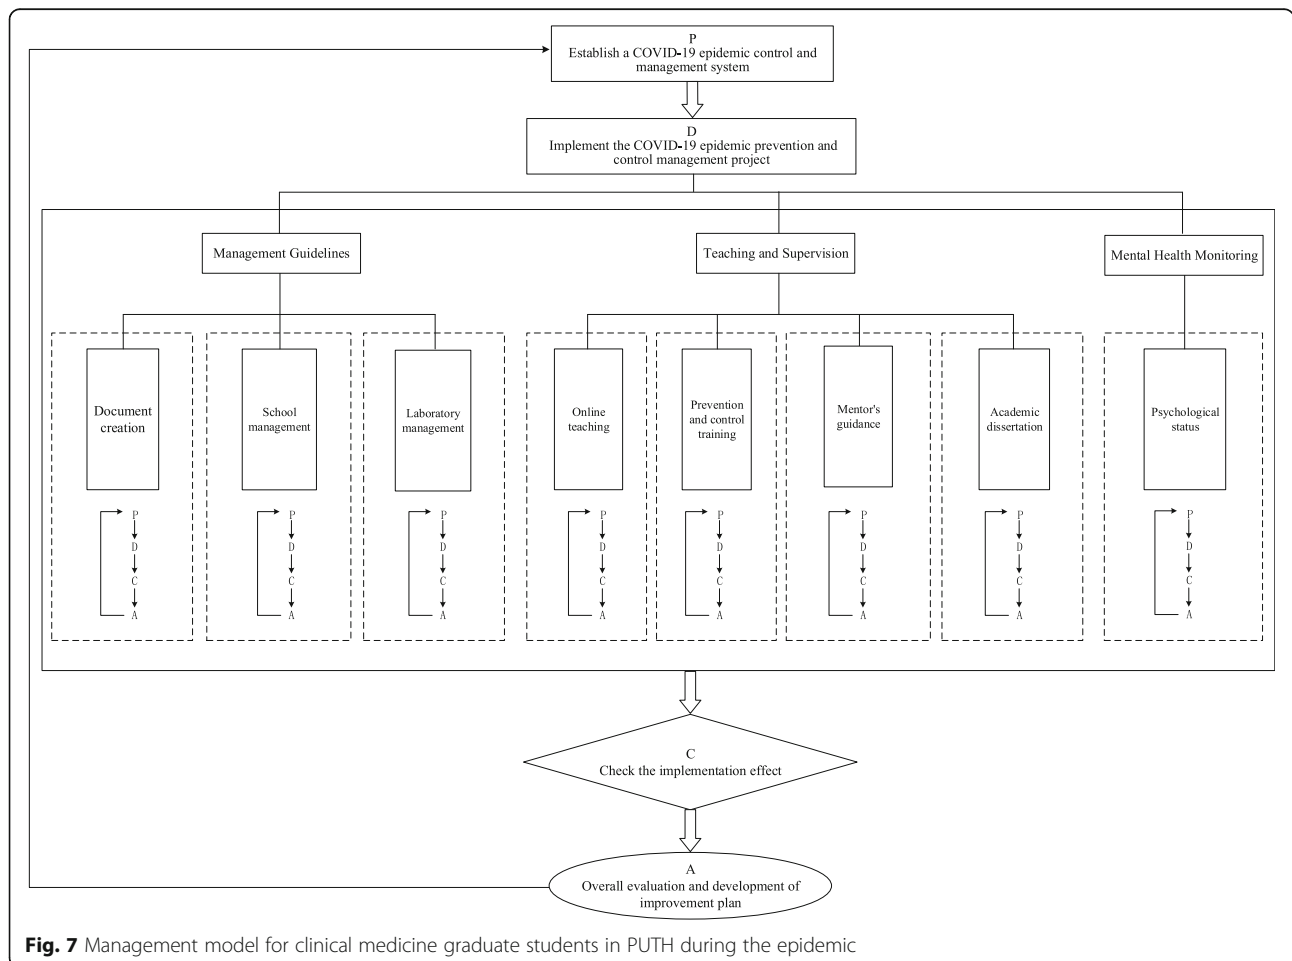 P
Establish a COVID-19 epidemic control and
management system
D
Implement the COVID-19 epidemic prevention and
control management project
Management Guidelines
Teaching and Supervision
Mental Health Monitoring
Document
creation
School
management
Laboratory
management
Online
teaching
Prevention
and control
training
Mentor's
guidance
Academic
dissertation
Psychological
status
P P P P P P P P
D D D D D D D D
C C C C C C C C
A A A A A A A A
C
Check the implementation effect
A
Overall evaluation and development of
improvement plan
Fig. 7 Management model for clinical medicine graduate students in PUTH during the epidemic